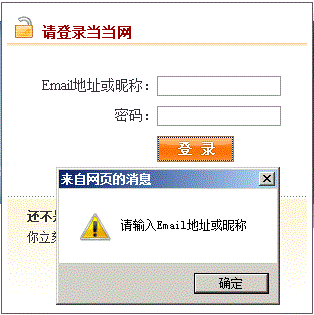 请登录当当网
Email地址或昵称：
密码：
登 录
来自网页的消息
还不
请输入Email地址或昵称
你立
确定